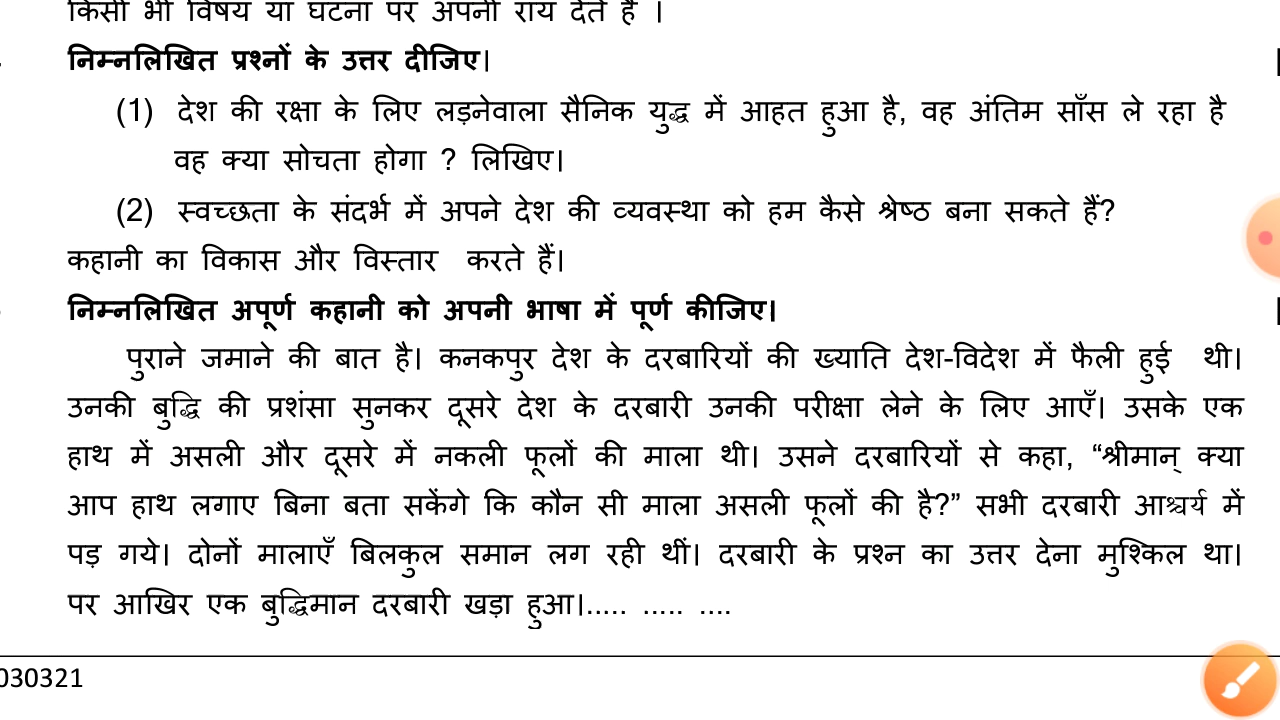 किसी भी विषय या घटना पर अपनी राय देते हैं ।
निम्नलिखित प्रश्नों के उत्तर दीजिए।
(1) देश की रक्षा के लिए लड़नेवाला सैनिक युद्ध में आहत हुआ है, वह अंतिम साँस ले रहा है
वह क्या सोचता होगा ? लिखिए।
(2) स्वच्छता के संदर्भ में अपने देश की व्यवस्था को हम कैसे श्रेष्ठ बना सकते हैं?
कहानी का विकास और विस्तार करते हैं।
निम्नलिखित अपूर्ण कहानी को अपनी भाषा में पूर्ण कीजिए।
पुराने जमाने की बात है। कनकपुर देश के दरबारियों की ख्याति देश-विदेश में फैली हुई थी।
उनकी बुद्धि की प्रशंसा सुनकर दूसरे देश के दरबारी उनकी परीक्षा लेने के लिए आएँ। उसके एक
हाथ में असली और दूसरे में नकली फूलों की माला थी। उसने दरबारियों से कहा, “श्रीमान् क्या
आप हाथ लगाए बिना बता सकेंगे कि कौन सी माला असली फूलों की है?” सभी दरबारी आश्चर्य में
पड़ गये। दोनों मालाएँ बिलकुल समान लग रही थीं। दरबारी के प्रश्न का उत्तर देना मुश्किल था।
पर आखिर एक बुद्धिमान दरबारी खड़ा हुआ।..... ..... ....
030321